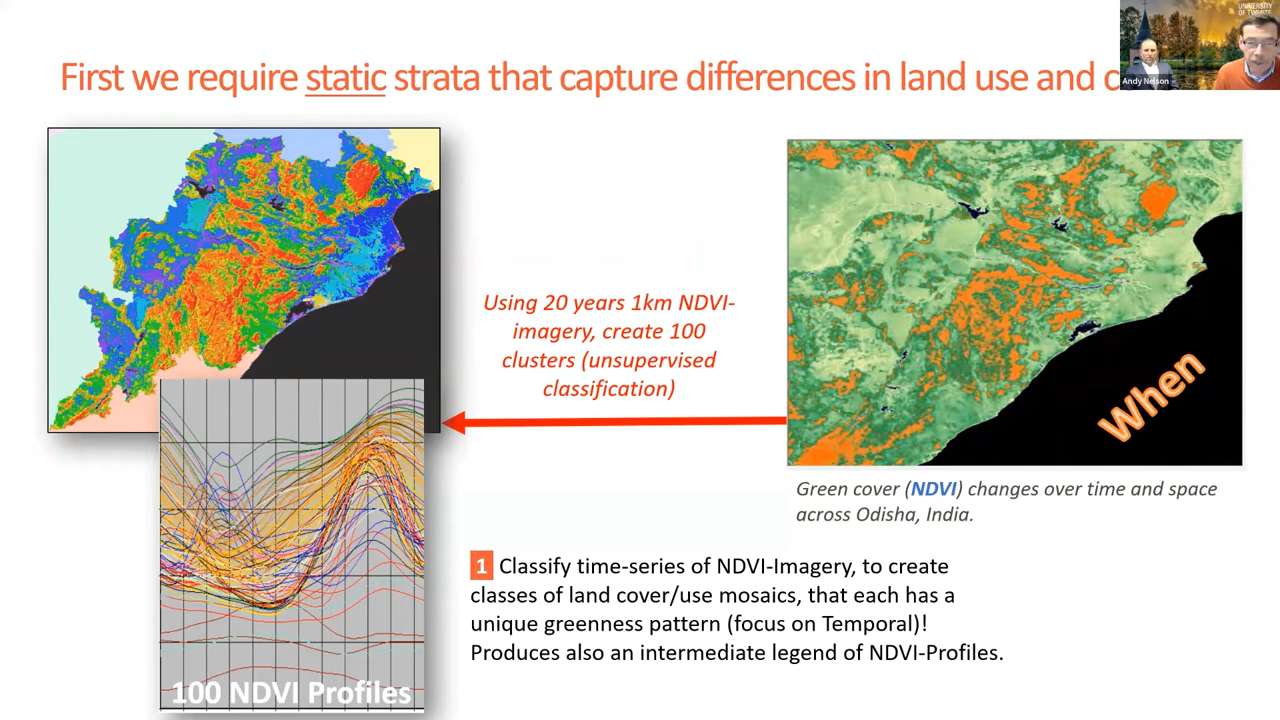 First we require static strata that capture differences in land use and c
UNIVERSITY
OF TWENTE
Andy Nelson
Using 20 years 1km NDVI-
imagery, create 100
clusters (unsupervised
classification)
When
Green cover (NDVI) changes over time and space
across Odisha, India.
1 Classify time-series of NDVI-Imagery, to create
classes of land cover/use mosaics, that each has a
unique greenness pattern (focus on Temporal)!
Produces also an intermediate legend of NDVI-Profiles.
100 NDVI Profiles